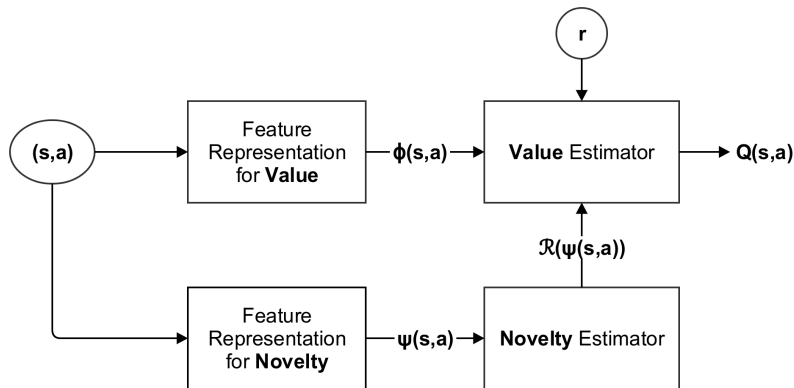 r
(s,a)
Feature
Representation
for Value
ϕ(s,a)
Value Estimator
Q(s,a)
ℛ(ψ(s,a))
Feature
Representation
for Novelty
ψ(s,a)
Novelty Estimator